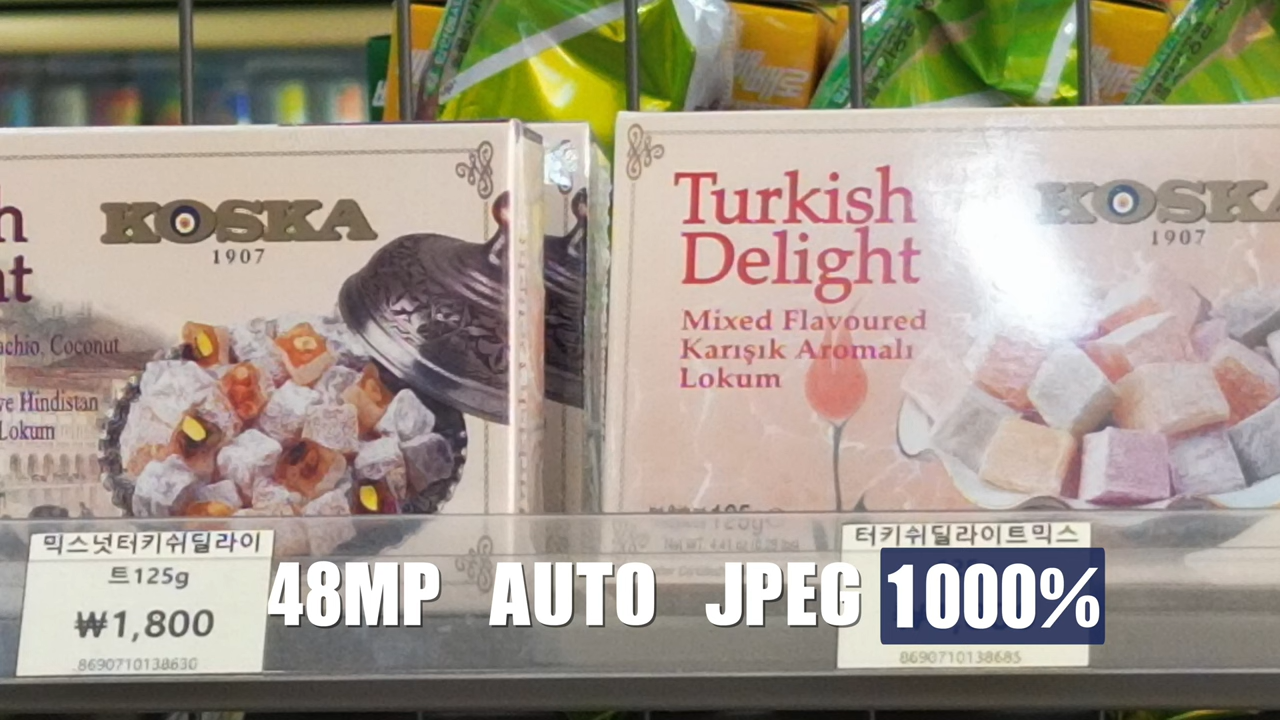 h
t
KOSKA
1907
achio, Coconut
ve Hindistan
Lokum
Turkish
Delight
KOSKA
1907
Mixed Flavoured
Karışık Aromalı
Lokum
125g
믹스넛터키쉬딜라이
트125g
₩1,800
8690710138630
터키쉬딜라이트믹스
8690710138685
48MP AUTO JPEG 1000%